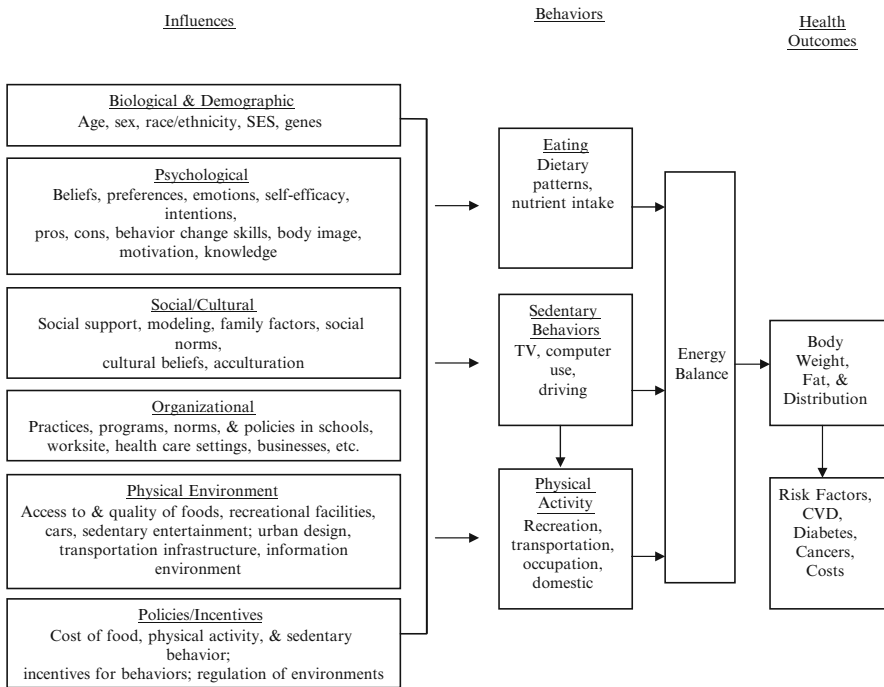 Influences
Behaviors
Health
Outcomes
Biological & Demographic
Age, sex, race/ethnicity, SES, genes
Psychological
Beliefs, preferences, emotions, self-efficacy,
intentions,
pros, cons, behavior change skills, body image,
motivation, knowledge
Social/Cultural
Social support, modeling, family factors, social
norms,
cultural beliefs, acculturation
Organizational
Practices, programs, norms, & policies in schools,
worksite, health care settings, businesses, etc.
Physical Environment
Access to & quality of foods, recreational facilities,
cars, sedentary entertainment; urban design,
transportation infrastructure, information
environment
Policies/Incentives
Cost of food, physical activity, & sedentary
behavior;
incentives for behaviors; regulation of environments
Eating
Dietary
patterns,
nutrient intake
Sedentary
Behaviors
TV, computer
use,
driving
Physical
Activity
Recreation,
transportation,
occupation,
domestic
Energy
Balance
Body
Weight,
Fat, &
Distribution
Risk Factors,
CVD,
Diabetes,
Cancers,
Costs